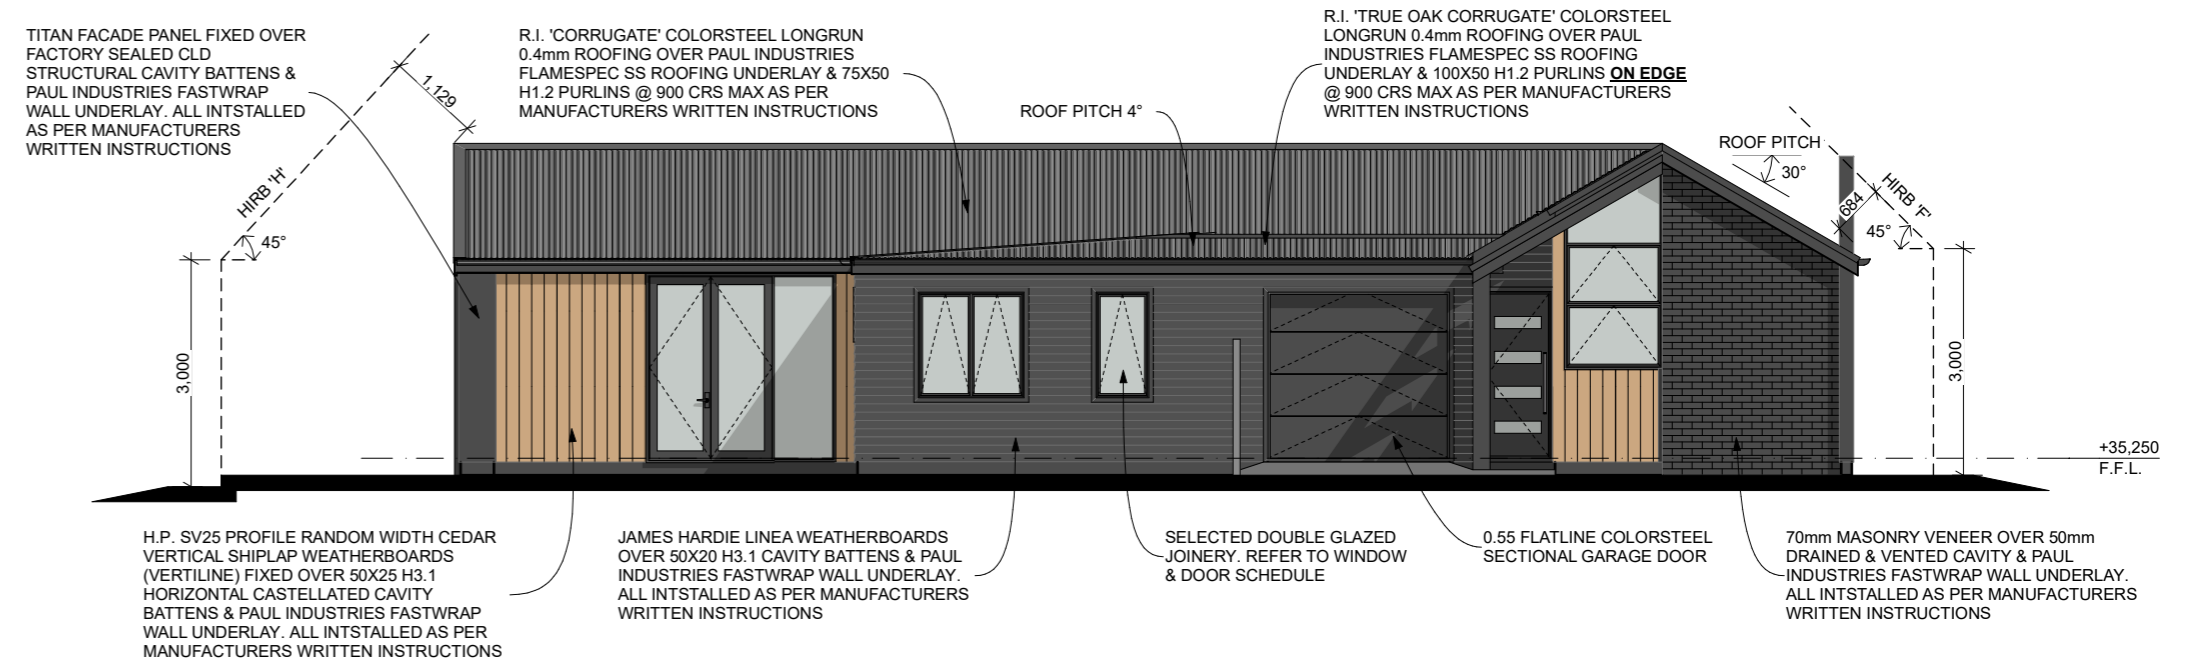 TITAN FACADE PANEL FIXED OVER
FACTORY SEALED CLD
STRUCTURAL CAVITY BATTENS &
PAUL INDUSTRIES FASTWRAP
WALL UNDERLAY. ALL INTSTALLED
AS PER MANUFACTURERS
WRITTEN INSTRUCTIONS
1,129
HIRB 'H'
45°
3,000
R.I. 'CORRUGATE' COLORSTEEL LONGRUN
0.4mm ROOFING OVER PAUL INDUSTRIES
FLAMESPEC SS ROOFING UNDERLAY & 75X50
H1.2 PURLINS @ 900 CRS MAX AS PER
MANUFACTURERS WRITTEN INSTRUCTIONS
ROOF PITCH 4°
R.I. 'TRUE OAK CORRUGATE' COLORSTEEL
LONGRUN 0.4mm ROOFING OVER PAUL
INDUSTRIES FLAMESPEC SS ROOFING
UNDERLAY & 100X50 H1.2 PURLINS ON EDGE
@ 900 CRS MAX AS PER MANUFACTURERS
WRITTEN INSTRUCTIONS
ROOF PITCH
30°
684
HIRB 'F'
45°
3,000
+35,250
F.F.L.
H.P. SV25 PROFILE RANDOM WIDTH CEDAR
VERTICAL SHIPLAP WEATHERBOARDS
(VERTILINE) FIXED OVER 50X25 H3.1
HORIZONTAL CASTELLATED CAVITY
BATTENS & PAUL INDUSTRIES FASTWRAP
WALL UNDERLAY. ALL INTSTALLED AS PER
MANUFACTURERS WRITTEN INSTRUCTIONS
JAMES HARDIE LINEA WEATHERBOARDS
OVER 50X20 H3.1 CAVITY BATTENS & PAUL
INDUSTRIES FASTWRAP WALL UNDERLAY.
ALL INTSTALLED AS PER MANUFACTURERS
WRITTEN INSTRUCTIONS
SELECTED DOUBLE GLAZED
JOINERY. REFER TO WINDOW
& DOOR SCHEDULE
0.55 FLATLINE COLORSTEEL
SECTIONAL GARAGE DOOR
70mm MASONRY VENEER OVER 50mm
DRAINED & VENTED CAVITY & PAUL
INDUSTRIES FASTWRAP WALL UNDERLAY.
ALL INTSTALLED AS PER MANUFACTURERS
WRITTEN INSTRUCTIONS